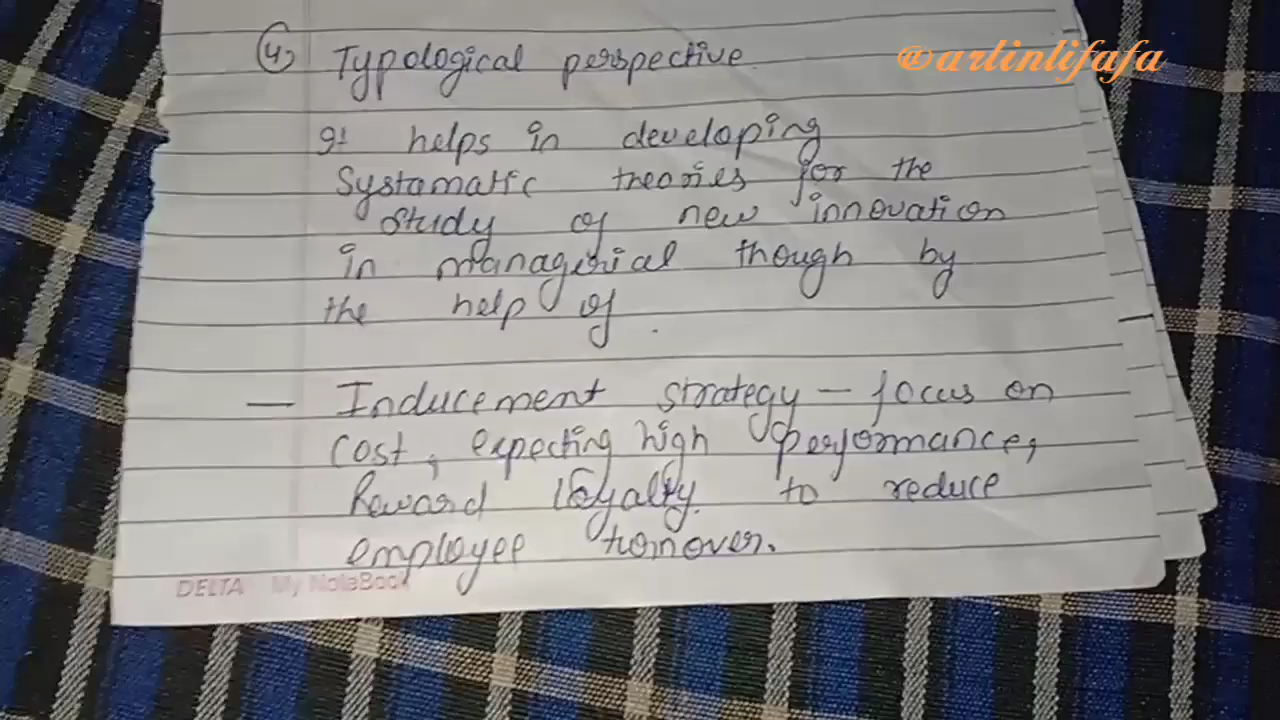 4) Typological perspective.
@artinlifafa
It helps in developing
Systamatic theories for the
study of new innovation
in managerial though by
the help of
— Inducement strategy – focus on
cost, expecting high performance,
Reward loyalty. to reduce
employee turnover.
DELTA My NoteBook